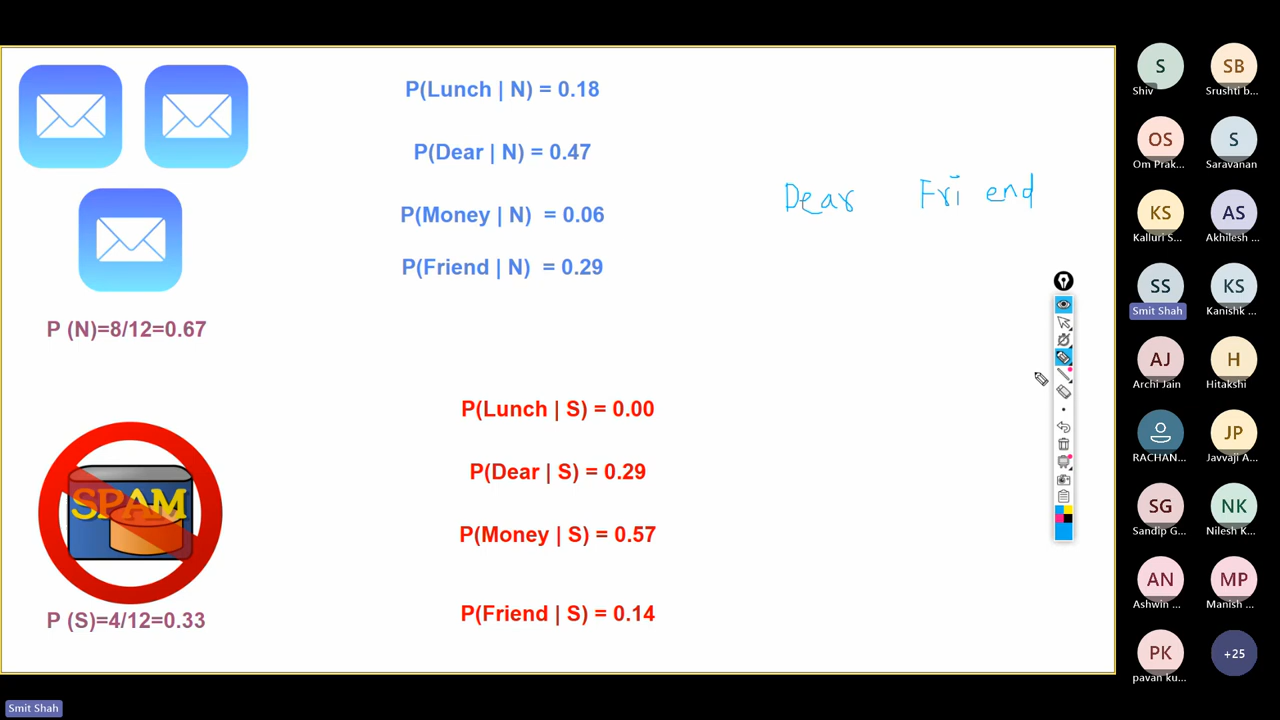 P(Lunch | N) = 0.18
P(Dear | N) = 0.47
P(Money | N) = 0.06
P(Friend | N) = 0.29
P (N)=8/12=0.67
Dear Friend
P(Lunch | S) = 0.00
P(Dear | S) = 0.29
P(Money | S) = 0.57
P(Friend | S) = 0.14
SPAM
P (S)=4/12=0.33
S SB
Shiv Srushti b...
OS S
Om Prak... Saravanan
KS AS
Kalluri S... Akhilesh ...
SS KS
Smit Shah Kanishk ...
AJ H
Archi Jain Hitakshi
JP
RACHAN... Javvaji A...
SG NK
Sandip G... Nilesh K...
AN MP
Ashwin ... Manish ...
PK +25
pavan ku...
Smit Shah